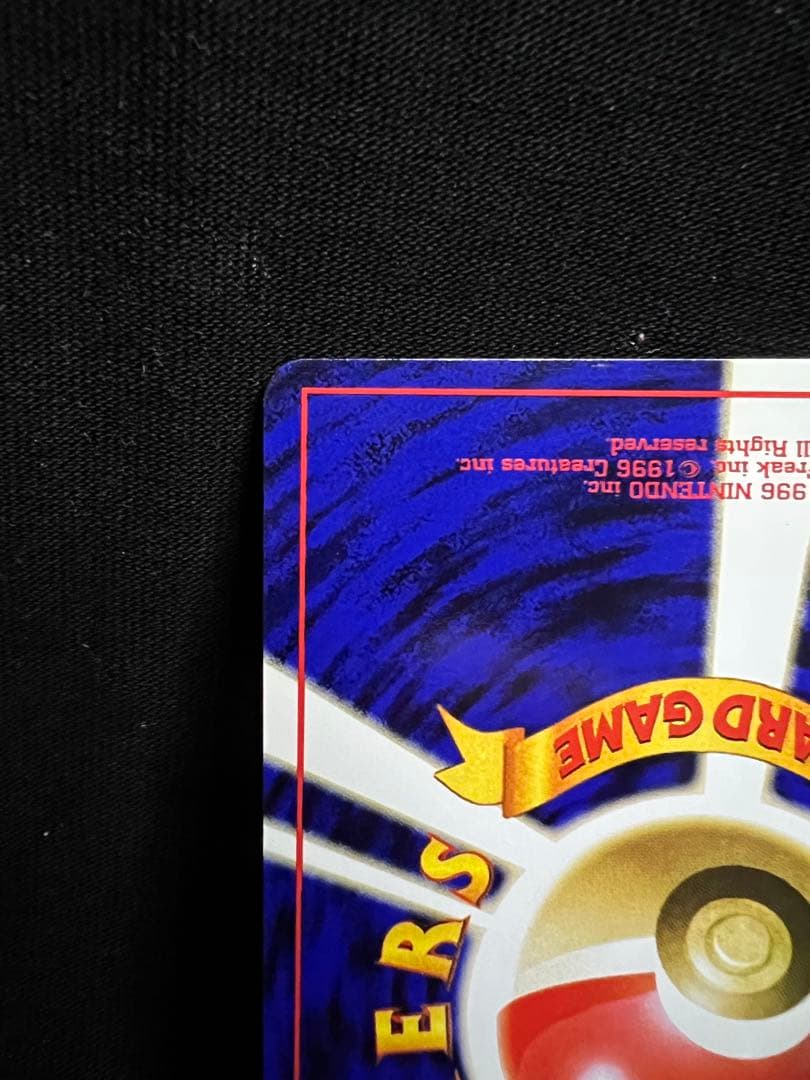 996 NINTENDO inc.
reak inc. ©1996 Creatures inc.
ll Rights reserved.
ARD GAME
ERS